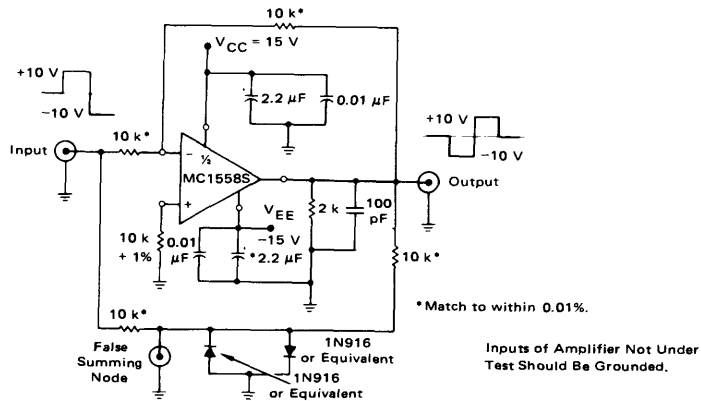 10 k*
VCC = 15 V
+10 V
−10 V
2.2 µF
0.01 µF
+10 V
−10 V
10 k*
Input
−
½
MC1558S
+
Output
VEE
−15 V
2 k
100
pF
10 k
+ 1%
0.01
µF
*2.2 µF
10 k*
*Match to within 0.01%.
10 k*
False
Summing
Node
1N916
or Equivalent
1N916
or Equivalent
Inputs of Amplifier Not Under
Test Should Be Grounded.